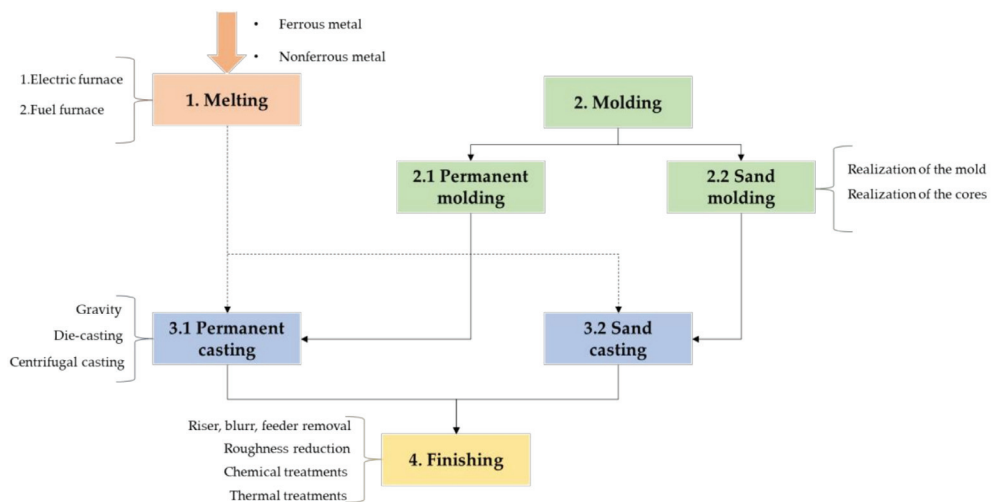 • Ferrous metal
• Nonferrous metal
1.Electric furnace
2.Fuel furnace
1. Melting
2. Molding
2.1 Permanent
molding
2.2 Sand
molding
Realization of the mold
Realization of the cores
Gravity
Die-casting
Centrifugal casting
3.1 Permanent
casting
3.2 Sand
casting
Riser, blurr, feeder removal
Roughness reduction
Chemical treatments
Thermal treatments
4. Finishing